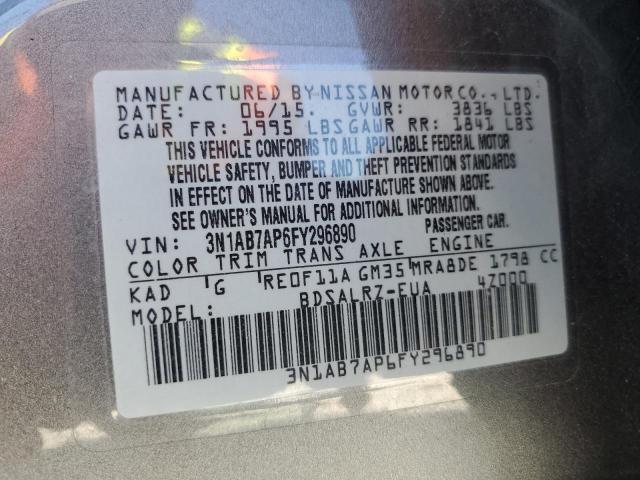 MANUFACTURED BY NISSAN MOTOR CO., LTD.
DATE: 06/15. GVWR: 3836 LBS
GAWR FR: 1995 LBS GAWR RR: 1841 LBS
THIS VEHICLE CONFORMS TO ALL APPLICABLE FEDERAL MOTOR
VEHICLE SAFETY, BUMPER AND THEFT PREVENTION STANDARDS
IN EFFECT ON THE DATE OF MANUFACTURE SHOWN ABOVE.
SEE OWNER'S MANUAL FOR ADDITIONAL INFORMATION.
VIN: 3N1AB7AP6FY296890 PASSENGER CAR.
COLOR TRIM TRANS AXLE ENGINE
KAD G RE0F11A GM35 MRA8DE 1798 CC
MODEL: BDSALRZ-EUA 47000
3N1AB7AP6FY296890